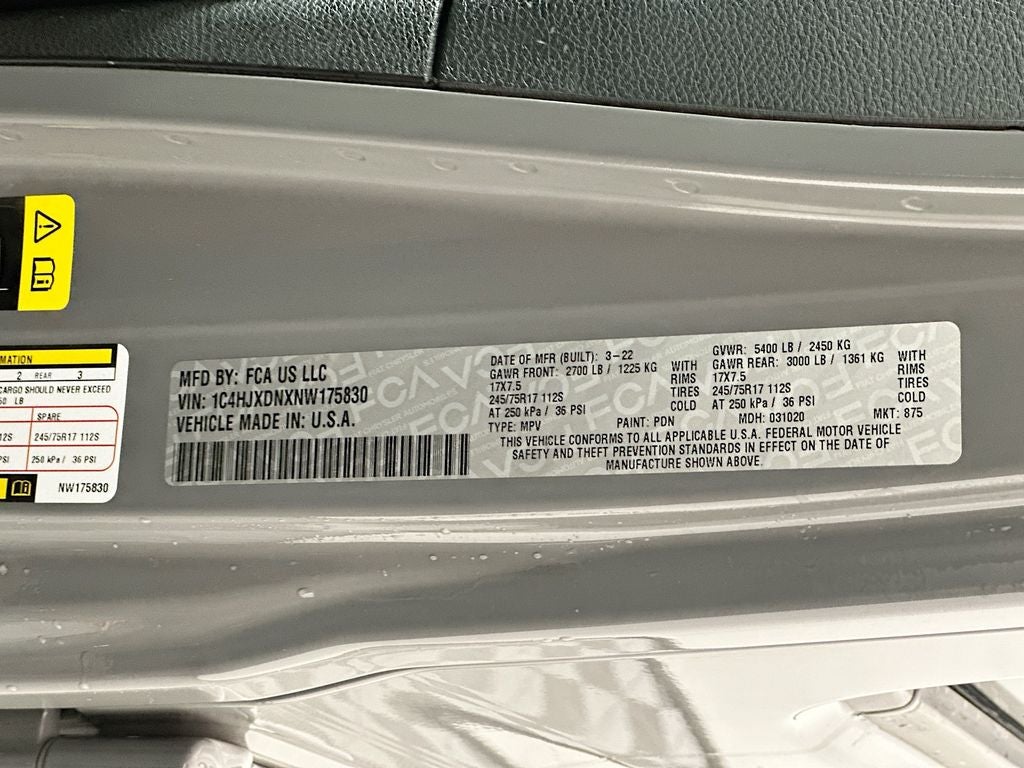 MATION
2 REAR 3
CARGO SHOULD NEVER EXCEED
LB
SPARE
12S 245/75R17 112S
SI 250 kPa / 36 PSI
NW175830
MFD BY: FCA US LLC
VIN: 1C4HJXDNXNW175830
VEHICLE MADE IN: U.S.A.
DATE OF MFR (BUILT): 3-22
GAWR FRONT: 2700 LB / 1225 KG WITH
17X7.5 RIMS
245/75R17 112S TIRES
AT 250 kPa / 36 PSI COLD
TYPE: MPV PAINT: PDN
GVWR: 5400 LB / 2450 KG
GAWR REAR: 3000 LB / 1361 KG WITH
17X7.5 RIMS
245/75R17 112S TIRES
AT 250 kPa / 36 PSI COLD
MDH: 031020 MKT: 875
THIS VEHICLE CONFORMS TO ALL APPLICABLE U.S.A. FEDERAL MOTOR VEHICLE
SAFETY AND THEFT PREVENTION STANDARDS IN EFFECT ON THE DATE OF
MANUFACTURE SHOWN ABOVE.